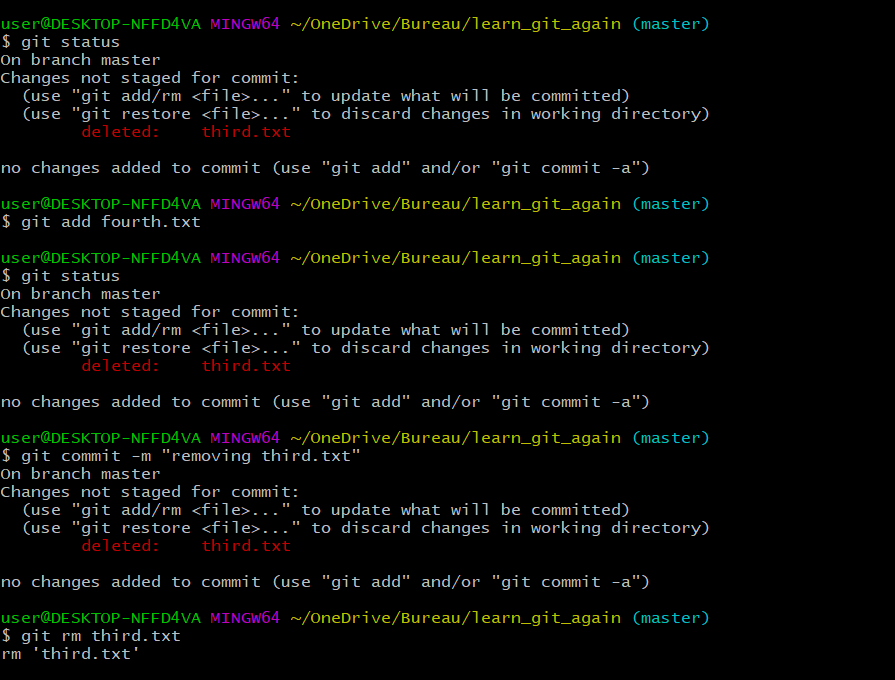 user@DESKTOP-NFFD4VA MINGW64 ~/OneDrive/Bureau/learn_git_again (master)
$ git status
On branch master
Changes not staged for commit:
  (use "git add/rm <file>..." to update what will be committed)
  (use "git restore <file>..." to discard changes in working directory)
        deleted:    third.txt

no changes added to commit (use "git add" and/or "git commit -a")

user@DESKTOP-NFFD4VA MINGW64 ~/OneDrive/Bureau/learn_git_again (master)
$ git add fourth.txt

user@DESKTOP-NFFD4VA MINGW64 ~/OneDrive/Bureau/learn_git_again (master)
$ git status
On branch master
Changes not staged for commit:
  (use "git add/rm <file>..." to update what will be committed)
  (use "git restore <file>..." to discard changes in working directory)
        deleted:    third.txt

no changes added to commit (use "git add" and/or "git commit -a")

user@DESKTOP-NFFD4VA MINGW64 ~/OneDrive/Bureau/learn_git_again (master)
$ git commit -m "removing third.txt"
On branch master
Changes not staged for commit:
  (use "git add/rm <file>..." to update what will be committed)
  (use "git restore <file>..." to discard changes in working directory)
        deleted:    third.txt

no changes added to commit (use "git add" and/or "git commit -a")

user@DESKTOP-NFFD4VA MINGW64 ~/OneDrive/Bureau/learn_git_again (master)
$ git rm third.txt
rm 'third.txt'